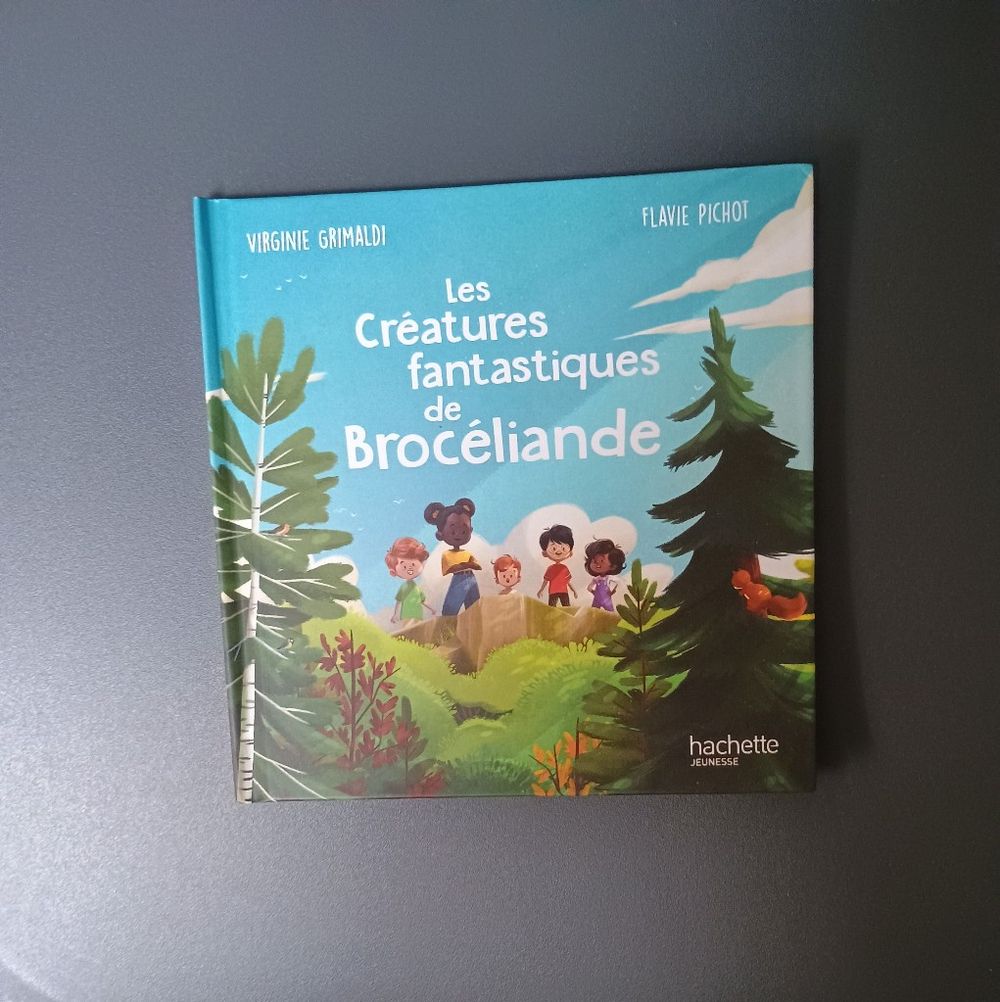 VIRGINIE GRIMALDI
FLAVIE PICHOT
Les
Créatures
fantastiques
de
Brocéliande
hachette
JEUNESSE